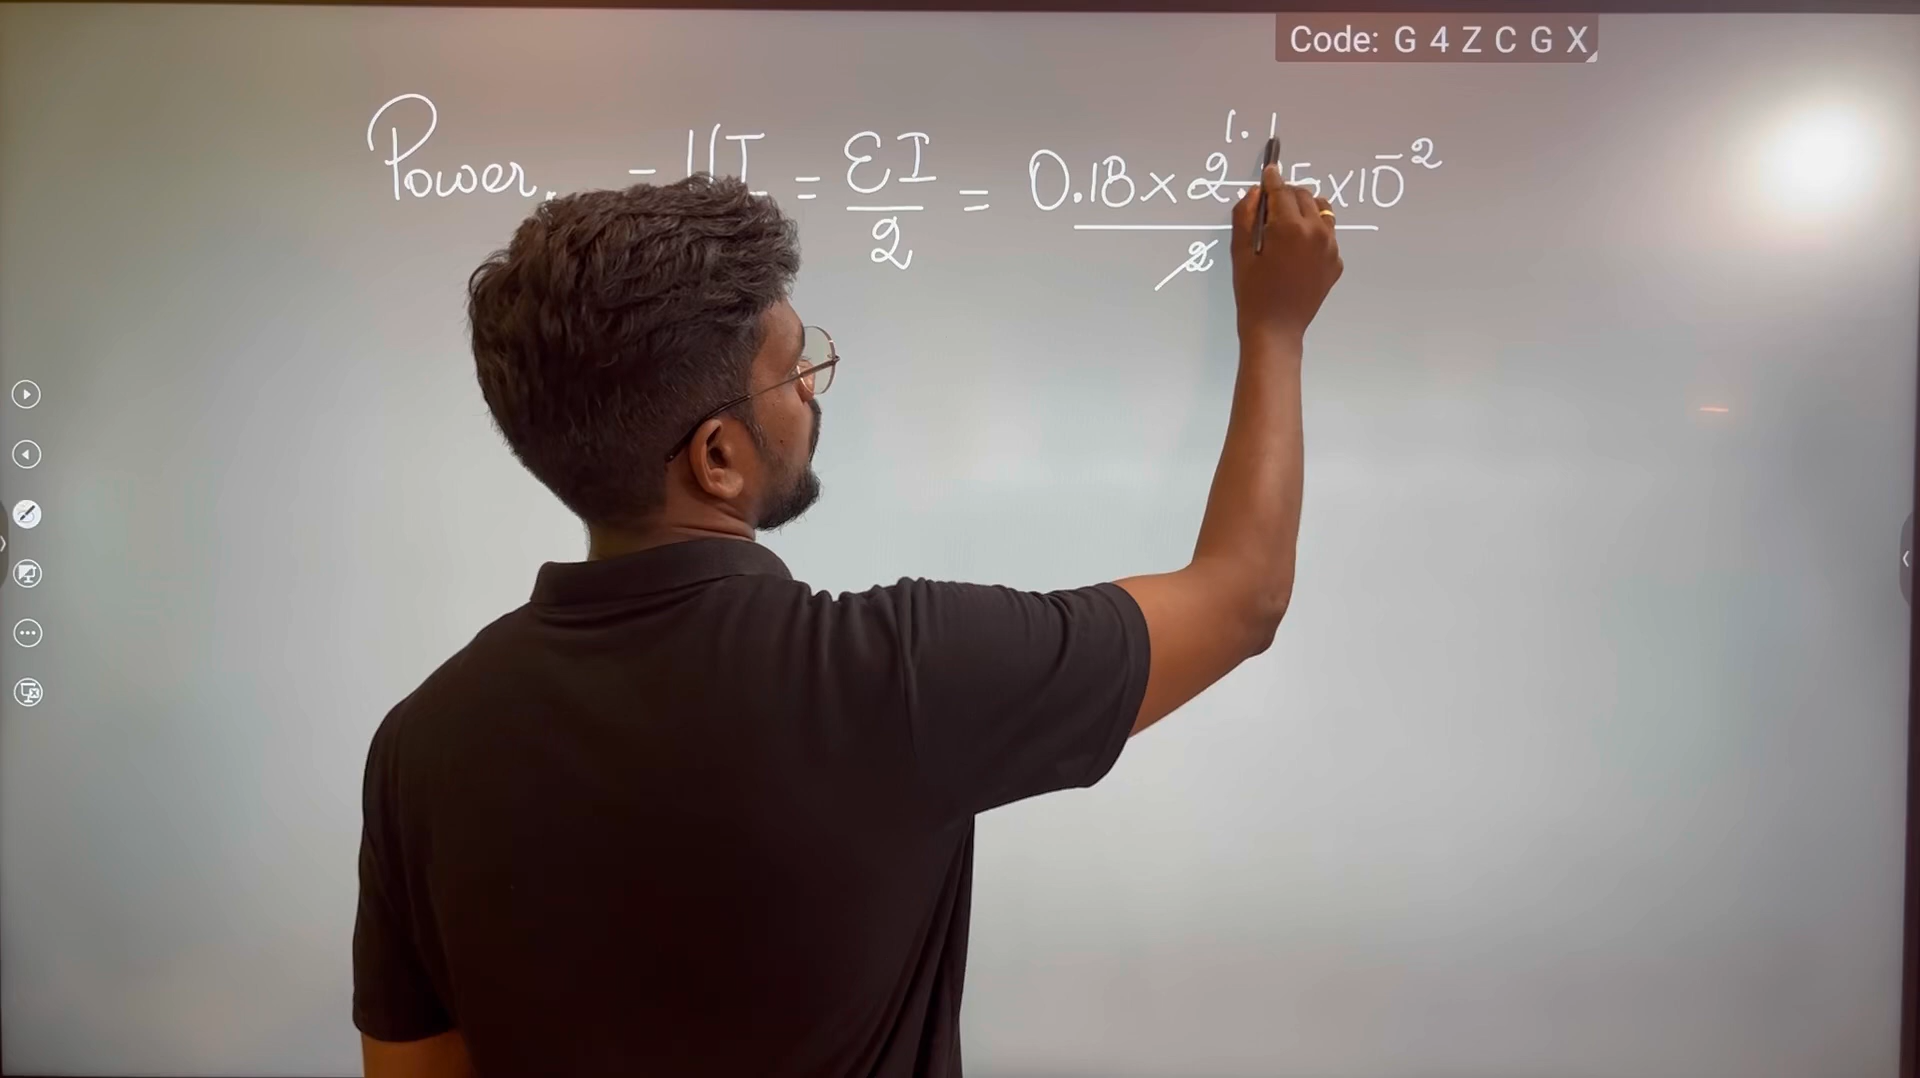 Code: G 4 Z C G X
1.1
Power. = I = εI/2 = 0.18 × 2. 5 × 10⁻² / 2